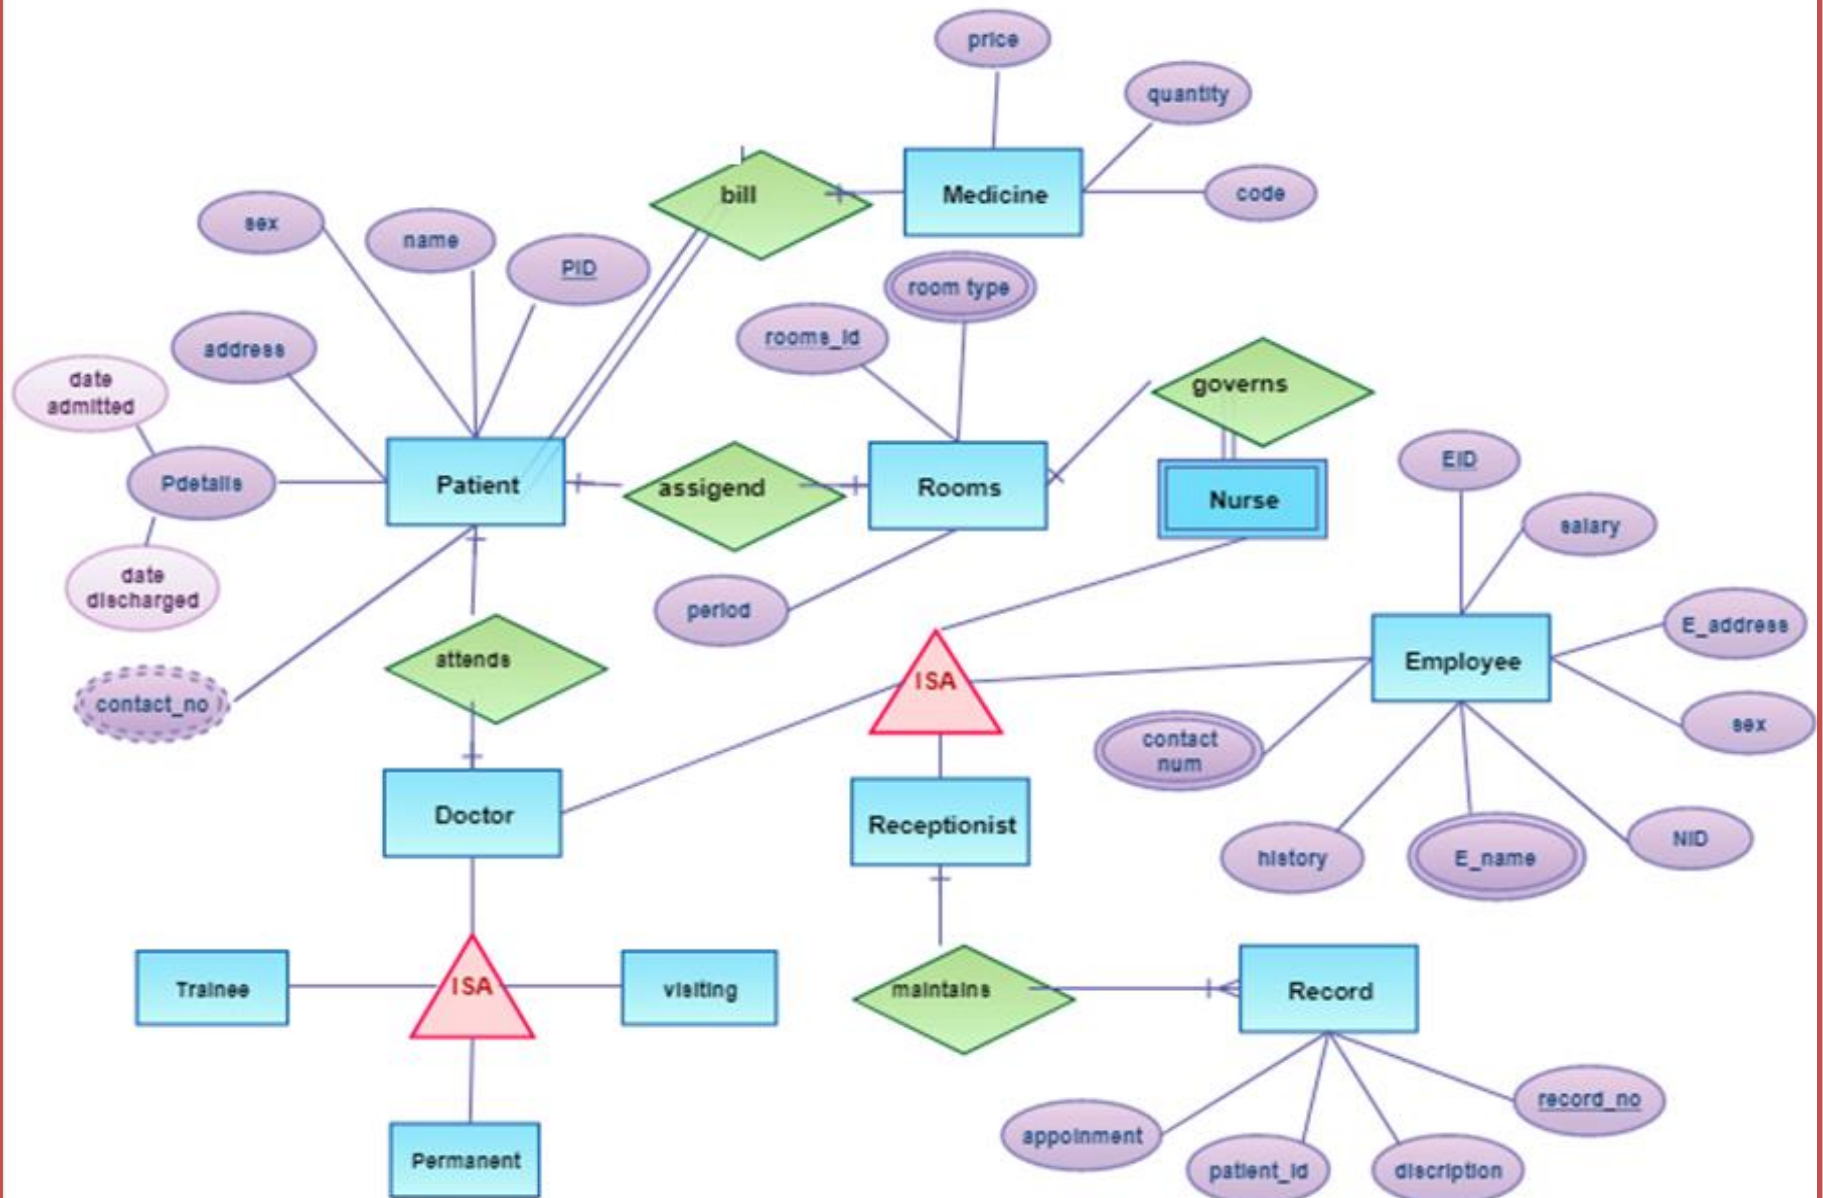 price
quantity
bill
Medicine
code
sex
name
PID
room type
rooms_id
address
date
admitted
governs
Pdetails
Patient
assigend
Rooms
Nurse
EID
salary
date
discharged
period
E_address
attends
ISA
Employee
contact_no
contact
num
sex
Doctor
Receptionist
history
E_name
NID
Trainee
ISA
visiting
maintains
Record
record_no
appoinment
patient_id
discription
Permanent